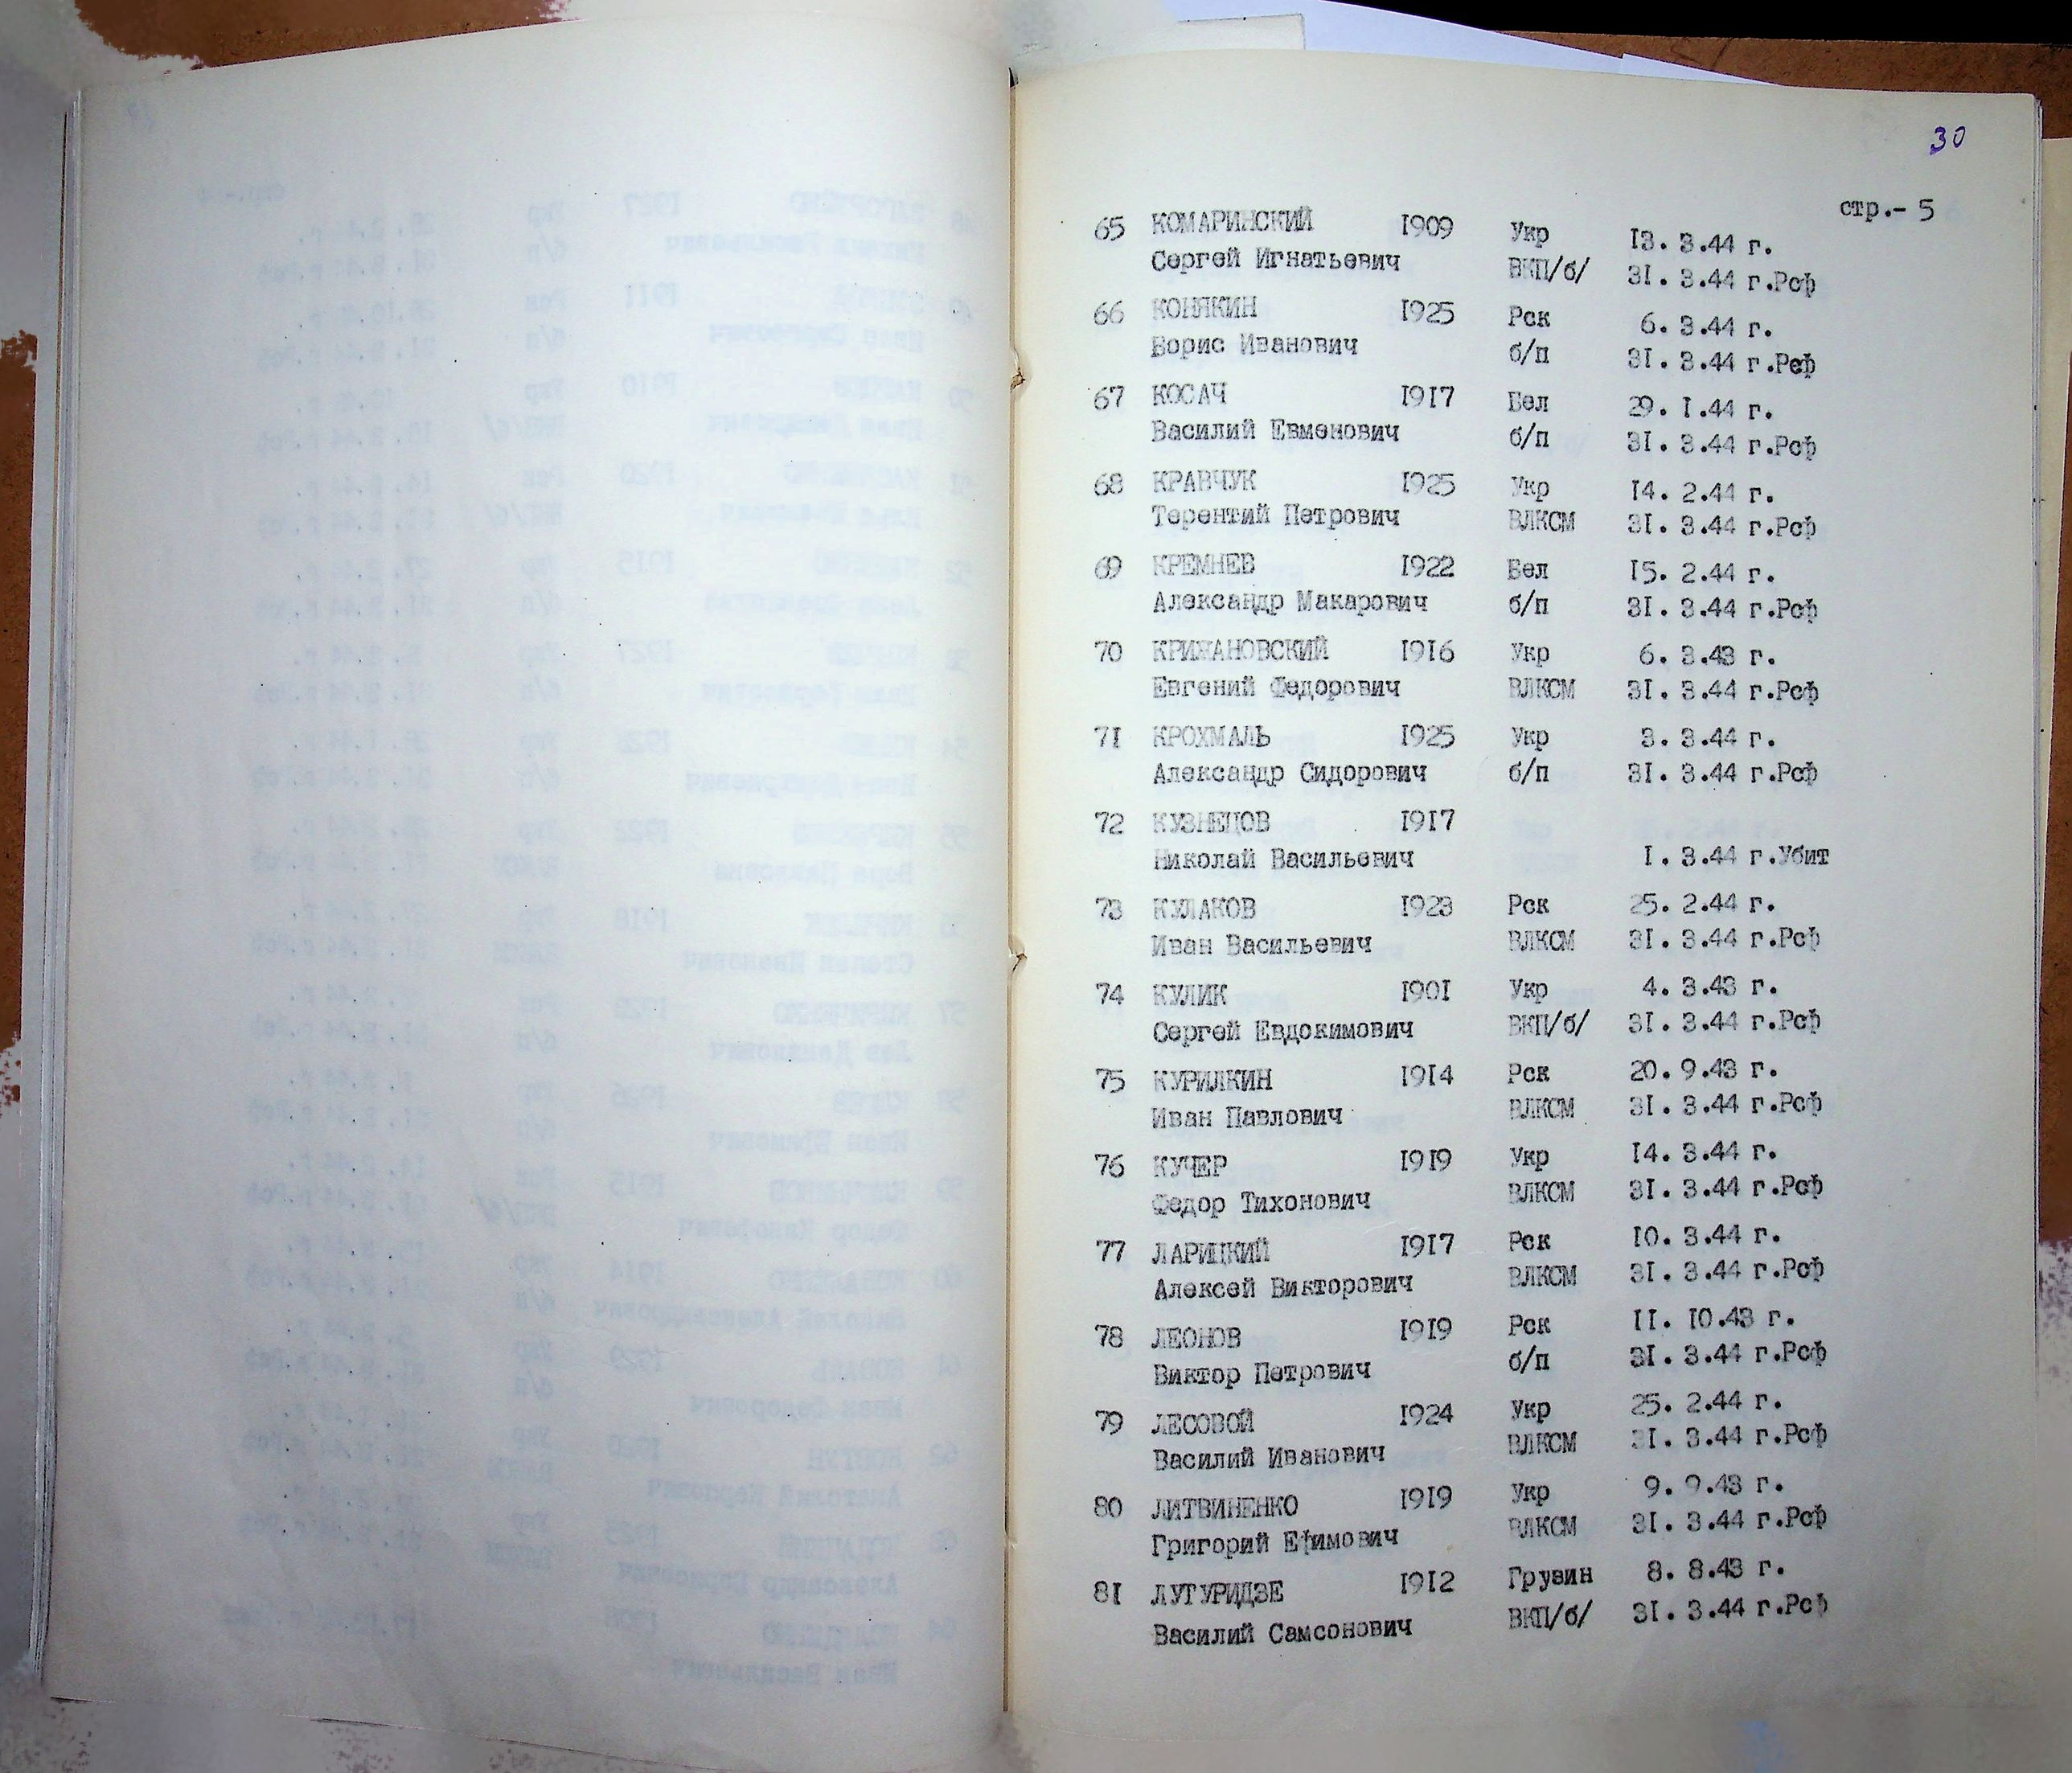 30
стр.- 5
65 КОМАРИНСКИЙ 1909 Укр 13. 3.44 г.
Сергей Игнатьевич ВКП/б/ 31. 3.44 г.Рсф
66 КОНЯКИН 1925 Рск 6. 3.44 г.
Борис Иванович б/п 31. 3.44 г.Рсф
67 КОСАЧ 1917 Бел 29. 1.44 г.
Василий Евменович б/п 31. 3.44 г.Рсф
68 КРАВЧУК 1925 Укр 14. 2.44 г.
Терентий Петрович ВЛКСМ 31. 3.44 г.Рсф
69 КРЕМНЕВ 1922 Бел 15. 2.44 г.
Александр Макарович б/п 31. 3.44 г.Рсф
70 КРИЖАНОВСКИЙ 1916 Укр 6. 3.43 г.
Евгений Федорович ВЛКСМ 31. 3.44 г.Рсф
71 КРОХМАЛЬ 1925 Укр 3. 3.44 г.
Александр Сидорович б/п 31. 3.44 г.Рсф
72 КУЗНЕЦОВ 1917
Николай Васильевич 1. 3.44 г.Убит
73 КУЛАКОВ 1923 Рск 25. 2.44 г.
Иван Васильевич ВЛКСМ 31. 3.44 г.Рсф
74 КУЛИК 1901 Укр 4. 3.43 г.
Сергей Евдокимович ВКП/б/ 31. 3.44 г.Рсф
75 КУРИЛКИН 1914 Рск 20. 9.43 г.
Иван Павлович ВЛКСМ 31. 3.44 г.Рсф
76 КУЧЕР 1919 Укр 14. 3.44 г.
Федор Тихонович ВЛКСМ 31. 3.44 г.Рсф
77 ЛАРИЦКИЙ 1917 Рск 10. 3.44 г.
Алексей Викторович ВЛКСМ 31. 3.44 г.Рсф
78 ЛЕОНОВ 1919 Рск 11. 10.43 г.
Виктор Петрович б/п 31. 3.44 г.Рсф
79 ЛЕСОВОЙ 1924 Укр 25. 2.44 г.
Василий Иванович ВЛКСМ 31. 3.44 г.Рсф
80 ЛИТВИНЕНКО 1919 Укр 9. 9.43 г.
Григорий Ефимович ВЛКСМ 31. 3.44 г.Рсф
81 ЛУТУРИДЗЕ 1912 Грузин 8. 8.43 г.
Василий Самсонович ВКП/б/ 31. 3.44 г.Рсф